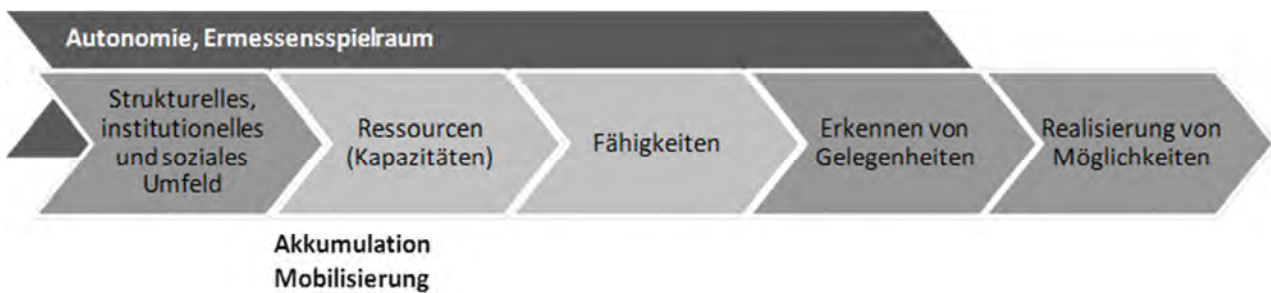 Autonomie, Ermessensspielraum
Strukturelles,
institutionelles
und soziales
Umfeld
Ressourcen
(Kapazitäten)
Fähigkeiten
Erkennen von
Gelegenheiten
Realisierung von
Möglichkeiten
Akkumulation
Mobilisierung